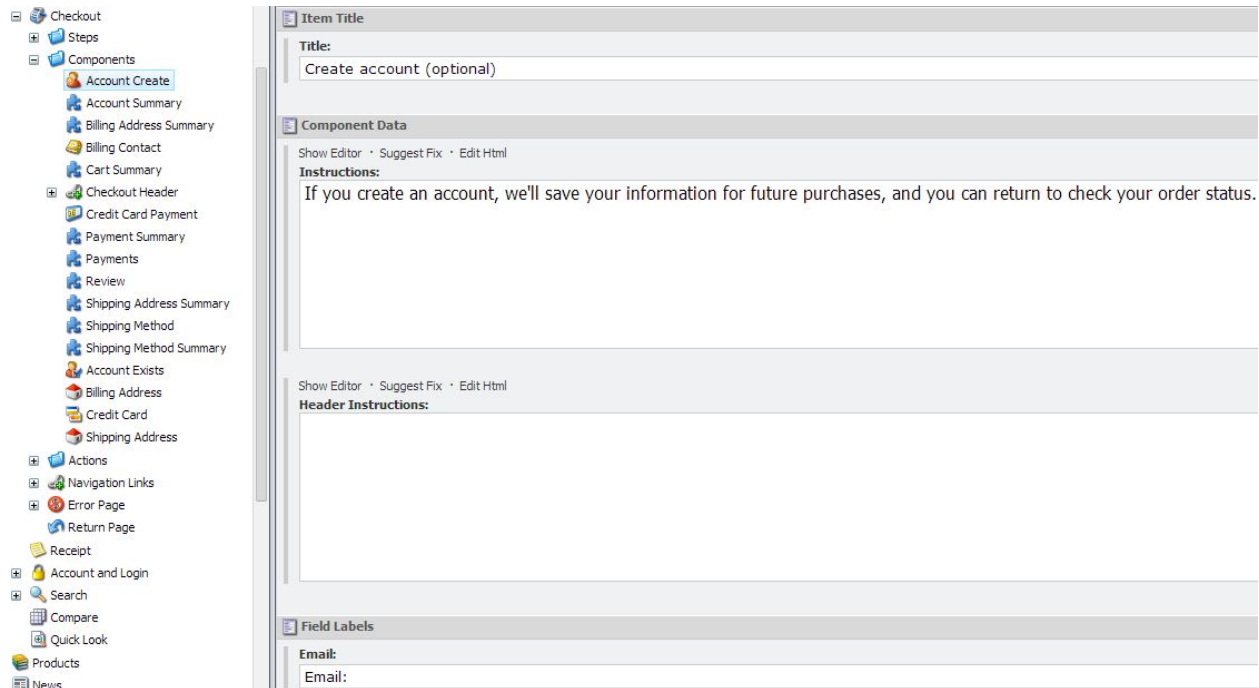 Checkout
Steps
Components
Account Create
Account Summary
Billing Address Summary
Billing Contact
Cart Summary
Checkout Header
Credit Card Payment
Payment Summary
Payments
Review
Shipping Address Summary
Shipping Method
Shipping Method Summary
Account Exists
Billing Address
Credit Card
Shipping Address
Actions
Navigation Links
Error Page
Return Page
Receipt
Account and Login
Search
Compare
Quick Look
Products
News
Item Title
Title:
Create account (optional)
Component Data
Show Editor · Suggest Fix · Edit Html
Instructions:
If you create an account, we'll save your information for future purchases, and you can return to check your order status.
Show Editor · Suggest Fix · Edit Html
Header Instructions:
Field Labels
Email:
Email: